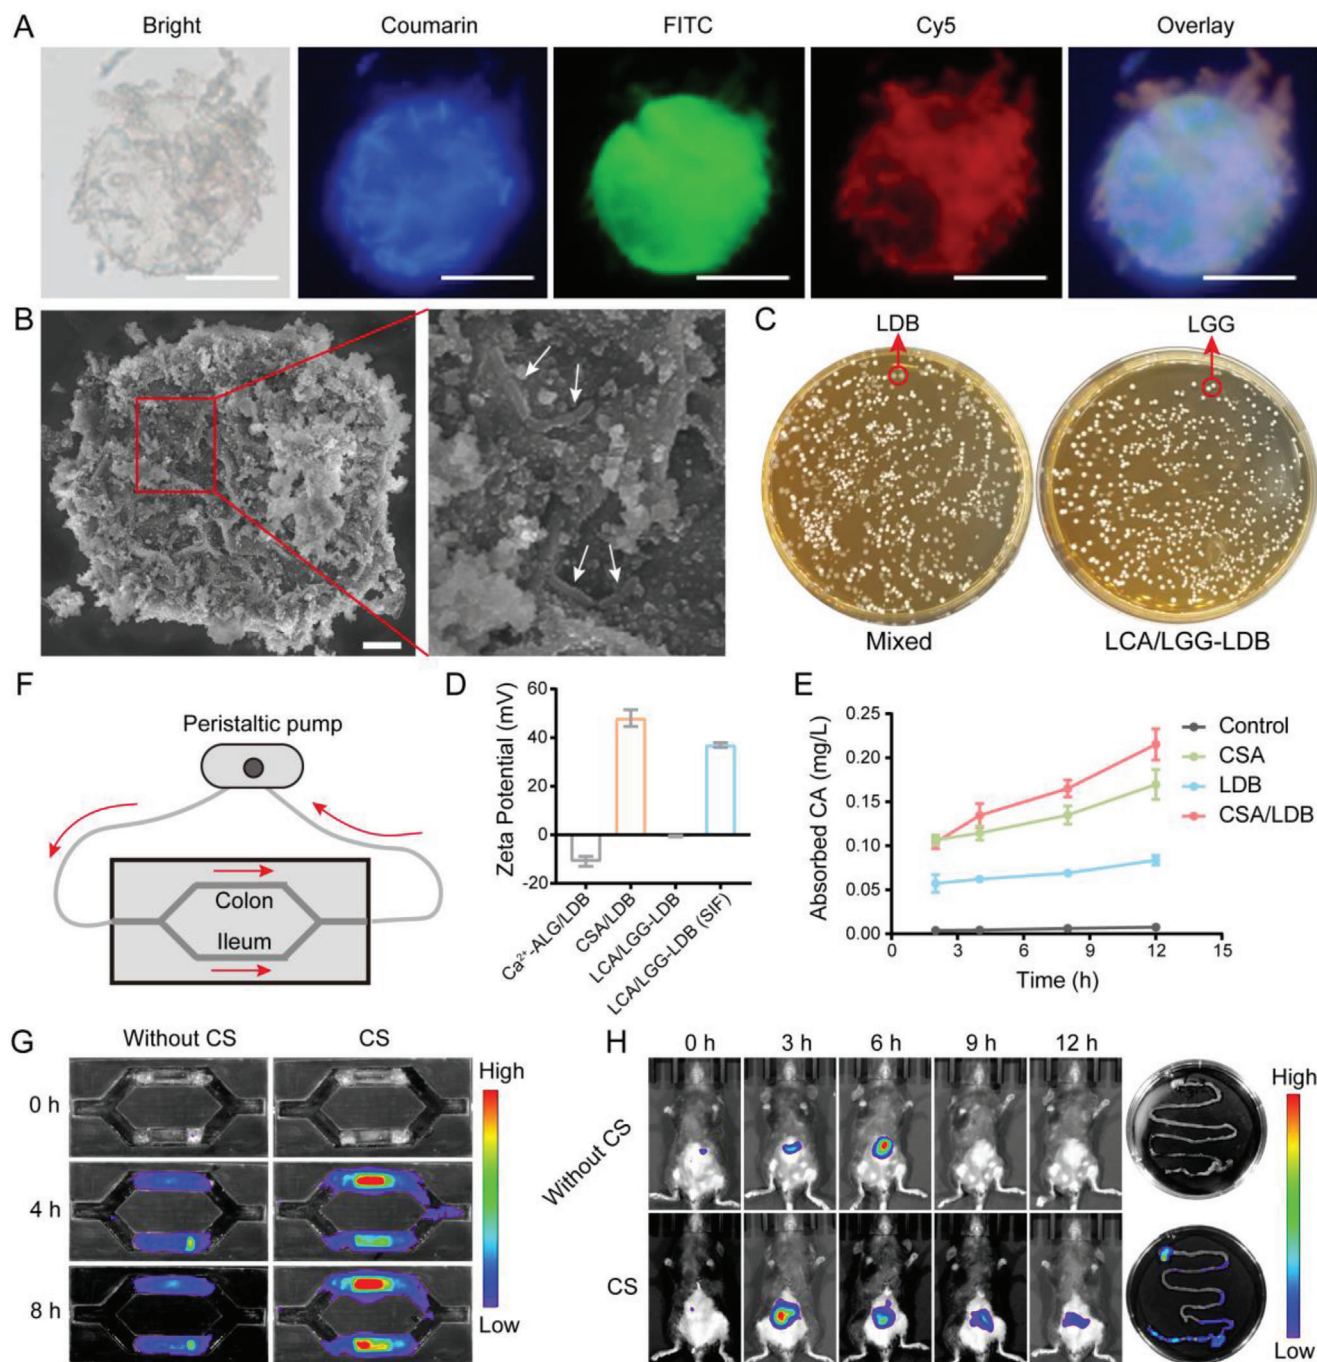 A
Bright
Coumarin
FITC
Cy5
Overlay
B
C
LDB
LGG
Mixed
LCA/LGG-LDB
F
Peristaltic pump
Colon
Ileum
D
Zeta Potential (mV)
60
40
20
0
-20
Ca²⁺-ALG/LDB
CSA/LDB
LCA/LGG-LDB
LCA/LGG-LDB (SIF)
E
Absorbed CA (mg/L)
0.25
0.20
0.15
0.10
0.05
0.00
0
3
6
9
12
15
Time (h)
Control
CSA
LDB
CSA/LDB
G
Without CS
CS
0 h
4 h
8 h
High
Low
H
0 h
3 h
6 h
9 h
12 h
Without CS
CS
High
Low